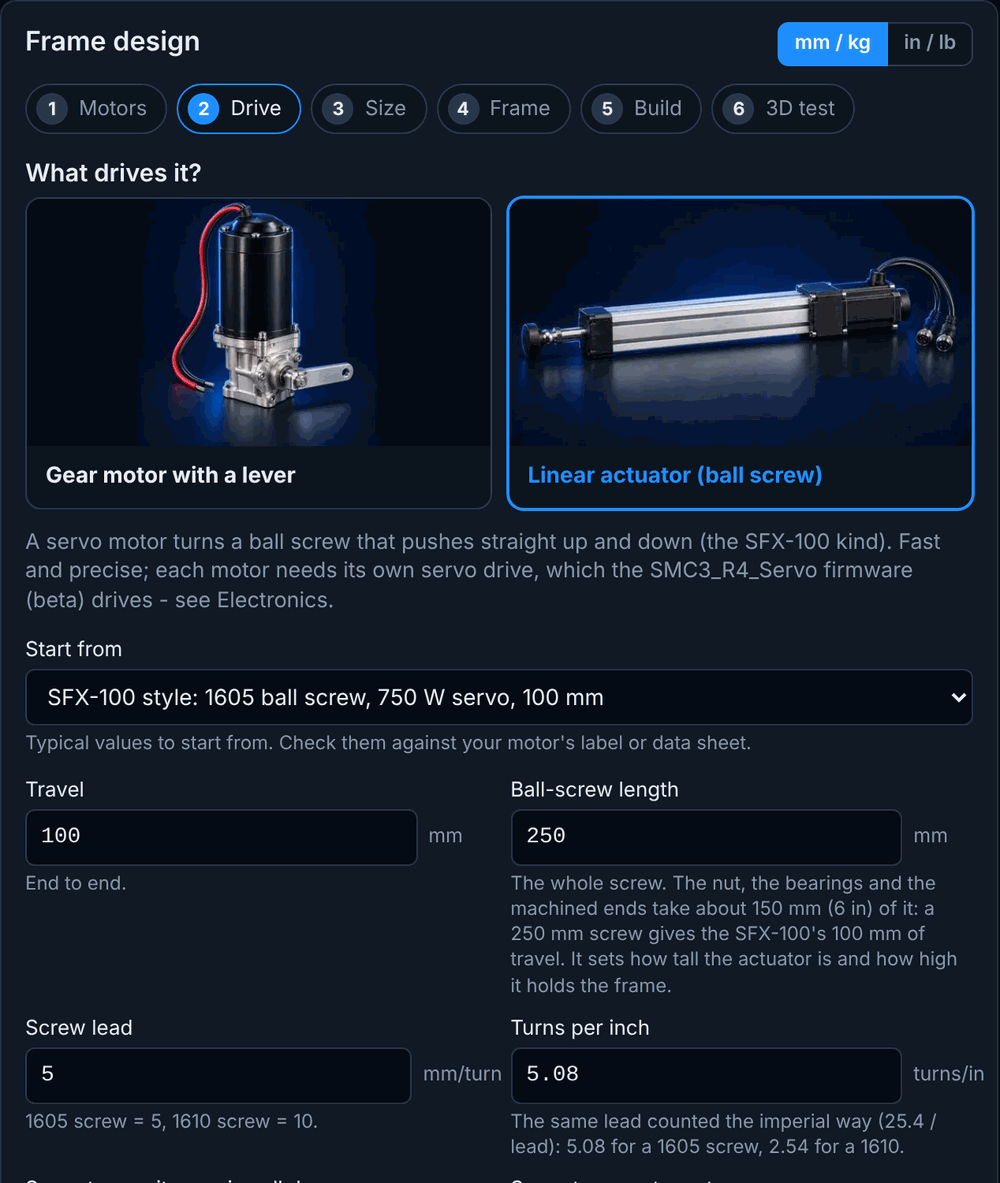 Frame design
mm / kg
in / lb
1 Motors
2 Drive
3 Size
4 Frame
5 Build
6 3D test
What drives it?
Gear motor with a lever
Linear actuator (ball screw)
A servo motor turns a ball screw that pushes straight up and down (the SFX-100 kind). Fast
and precise; each motor needs its own servo drive, which the SMC3_R4_Servo firmware
(beta) drives - see Electronics.
Start from
SFX-100 style: 1605 ball screw, 750 W servo, 100 mm
Typical values to start from. Check them against your motor's label or data sheet.
Travel
100 mm
End to end.
Ball-screw length
250 mm
The whole screw. The nut, the bearings and the
machined ends take about 150 mm (6 in) of it: a
250 mm screw gives the SFX-100's 100 mm of
travel. It sets how tall the actuator is and how high
it holds the frame.
Screw lead
5 mm/turn
1605 screw = 5, 1610 screw = 10.
Turns per inch
5.08 turns/in
The same lead counted the imperial way (25.4 /
lead): 5.08 for a 1605 screw, 2.54 for a 1610.